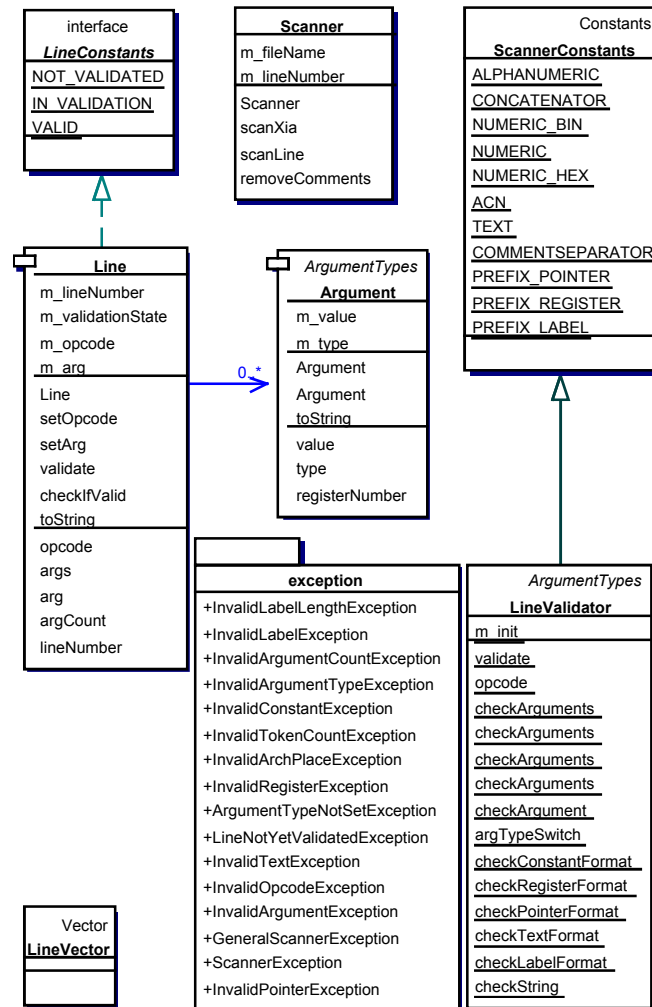 interface
LineConstants
NOT_VALIDATED
IN_VALIDATION
VALID
Scanner
m_fileName
m_lineNumber
Scanner
scanXia
scanLine
removeComments
Constants
ScannerConstants
ALPHANUMERIC
CONCATENATOR
NUMERIC_BIN
NUMERIC
NUMERIC_HEX
ACN
TEXT
COMMENTSEPARATOR
PREFIX_POINTER
PREFIX_REGISTER
PREFIX_LABEL
Line
m_lineNumber
m_validationState
m_opcode
m_arg
Line
setOpcode
setArg
validate
checkIfValid
toString
opcode
args
arg
argCount
lineNumber
0..*
ArgumentTypes
Argument
m_value
m_type
Argument
Argument
toString
value
type
registerNumber
exception
+InvalidLabelLengthException
+InvalidLabelException
+InvalidArgumentCountException
+InvalidArgumentTypeException
+InvalidConstantException
+InvalidTokenCountException
+InvalidArchPlaceException
+InvalidRegisterException
+ArgumentTypeNotSetException
+LineNotYetValidatedException
+InvalidTextException
+InvalidOpcodeException
+InvalidArgumentException
+GeneralScannerException
+ScannerException
+InvalidPointerException
ArgumentTypes
LineValidator
m_init
validate
opcode
checkArguments
checkArguments
checkArguments
checkArguments
checkArgument
argTypeSwitch
checkConstantFormat
checkRegisterFormat
checkPointerFormat
checkTextFormat
checkLabelFormat
checkString
Vector
LineVector